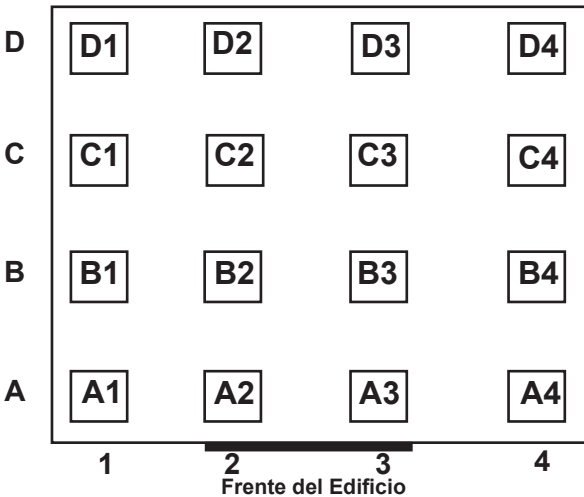 D D1 D2 D3 D4
C C1 C2 C3 C4
B B1 B2 B3 B4
A A1 A2 A3 A4
1 2 3 4
Frente del Edificio